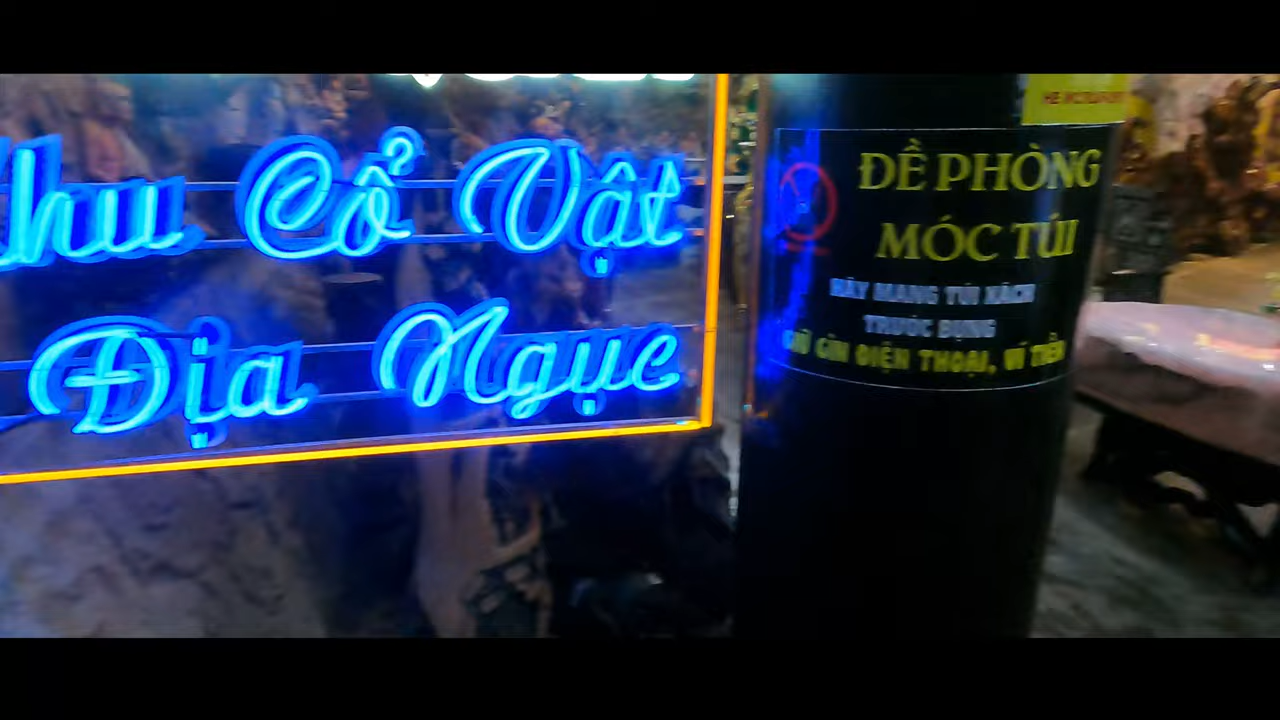 Khu Cổ Vật
Địa Ngục
ĐỀ PHÒNG
MÓC TÚI
HÃY MANG TÚI XÁCH
TRƯỚC BỤNG
GIỮ GÌN ĐIỆN THOẠI, VÍ TIỀN